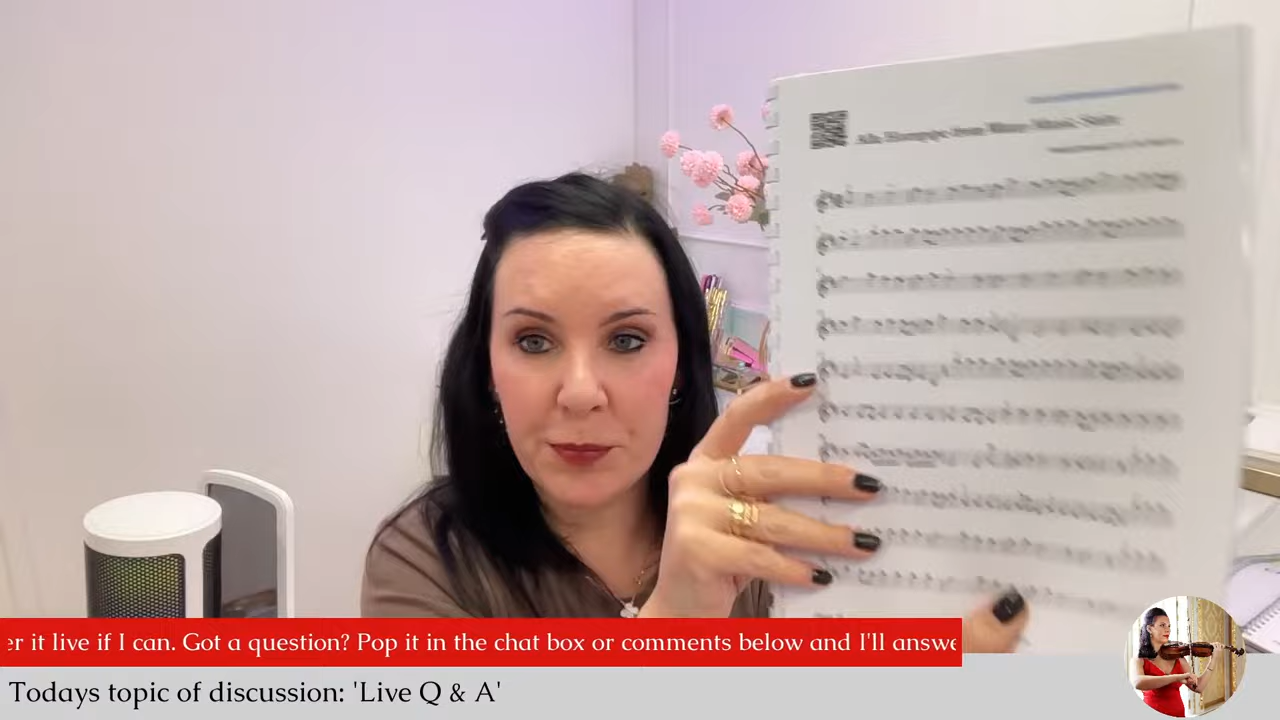 er it live if I can. Got a question? Pop it in the chat box or comments below and I'll answe
Todays topic of discussion: 'Live Q & A'